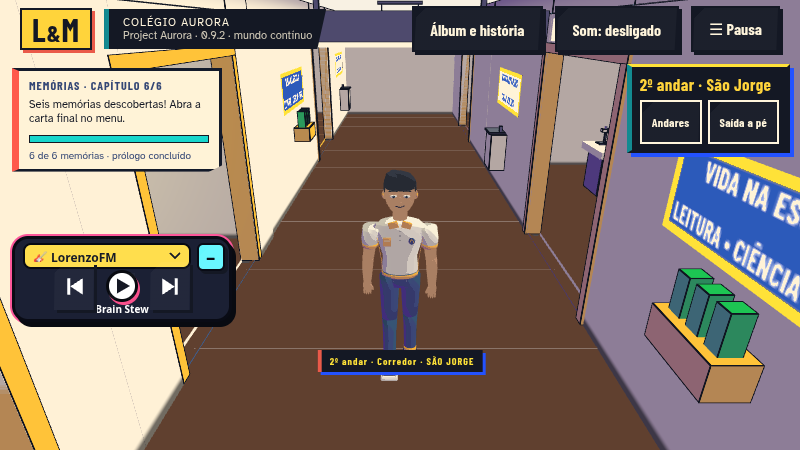 L&M
COLÉGIO AURORA
Project Aurora · 0.9.2 · mundo contínuo
Álbum e história
Som: desligado
☰ Pausa
MEMÓRIAS · CAPÍTULO 6/6
Seis memórias descobertas! Abra a
carta final no menu.
6 de 6 memórias · prólogo concluído
2º andar · São Jorge
Andares
Saída a pé
LorenzoFM
Brain Stew
VIDA NA ES
LEITURA • CIÊNCIA
2º andar · Corredor · SÃO JORGE